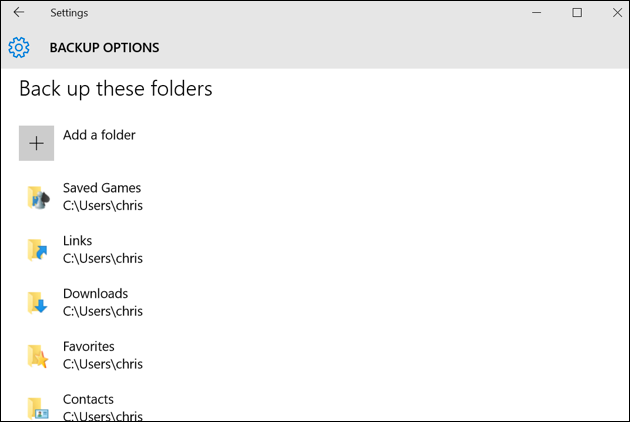 Settings
BACKUP OPTIONS
Back up these folders
Add a folder
Saved Games
C:\Users\chris
Links
C:\Users\chris
Downloads
C:\Users\chris
Favorites
C:\Users\chris
Contacts
C:\Users\chris